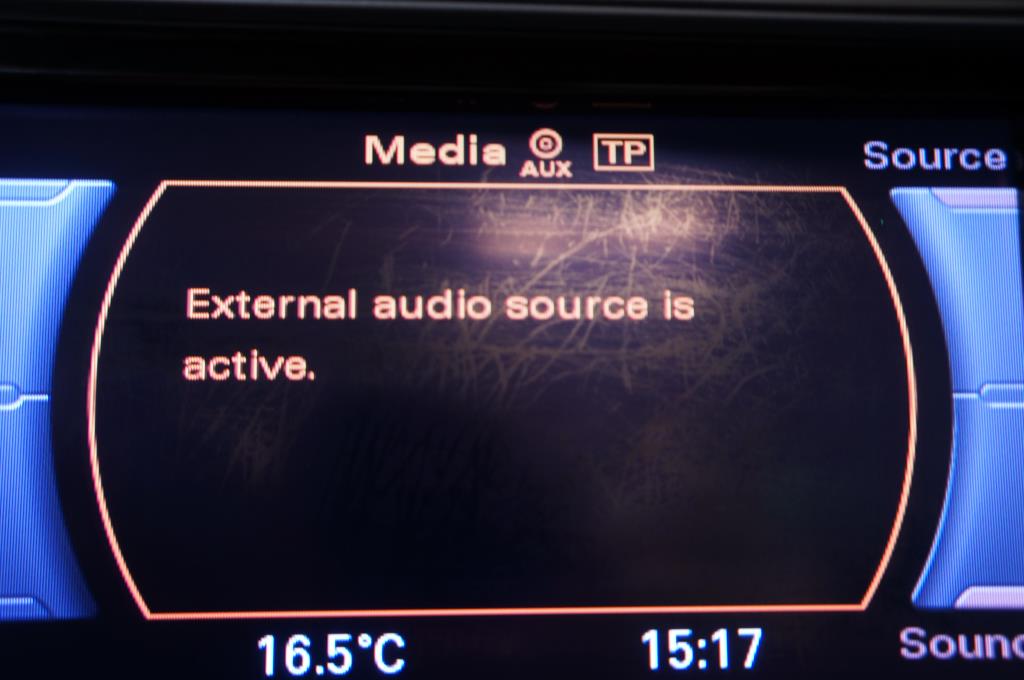 Media AUX TP
Source
External audio source is
active.
16.5°C
15:17